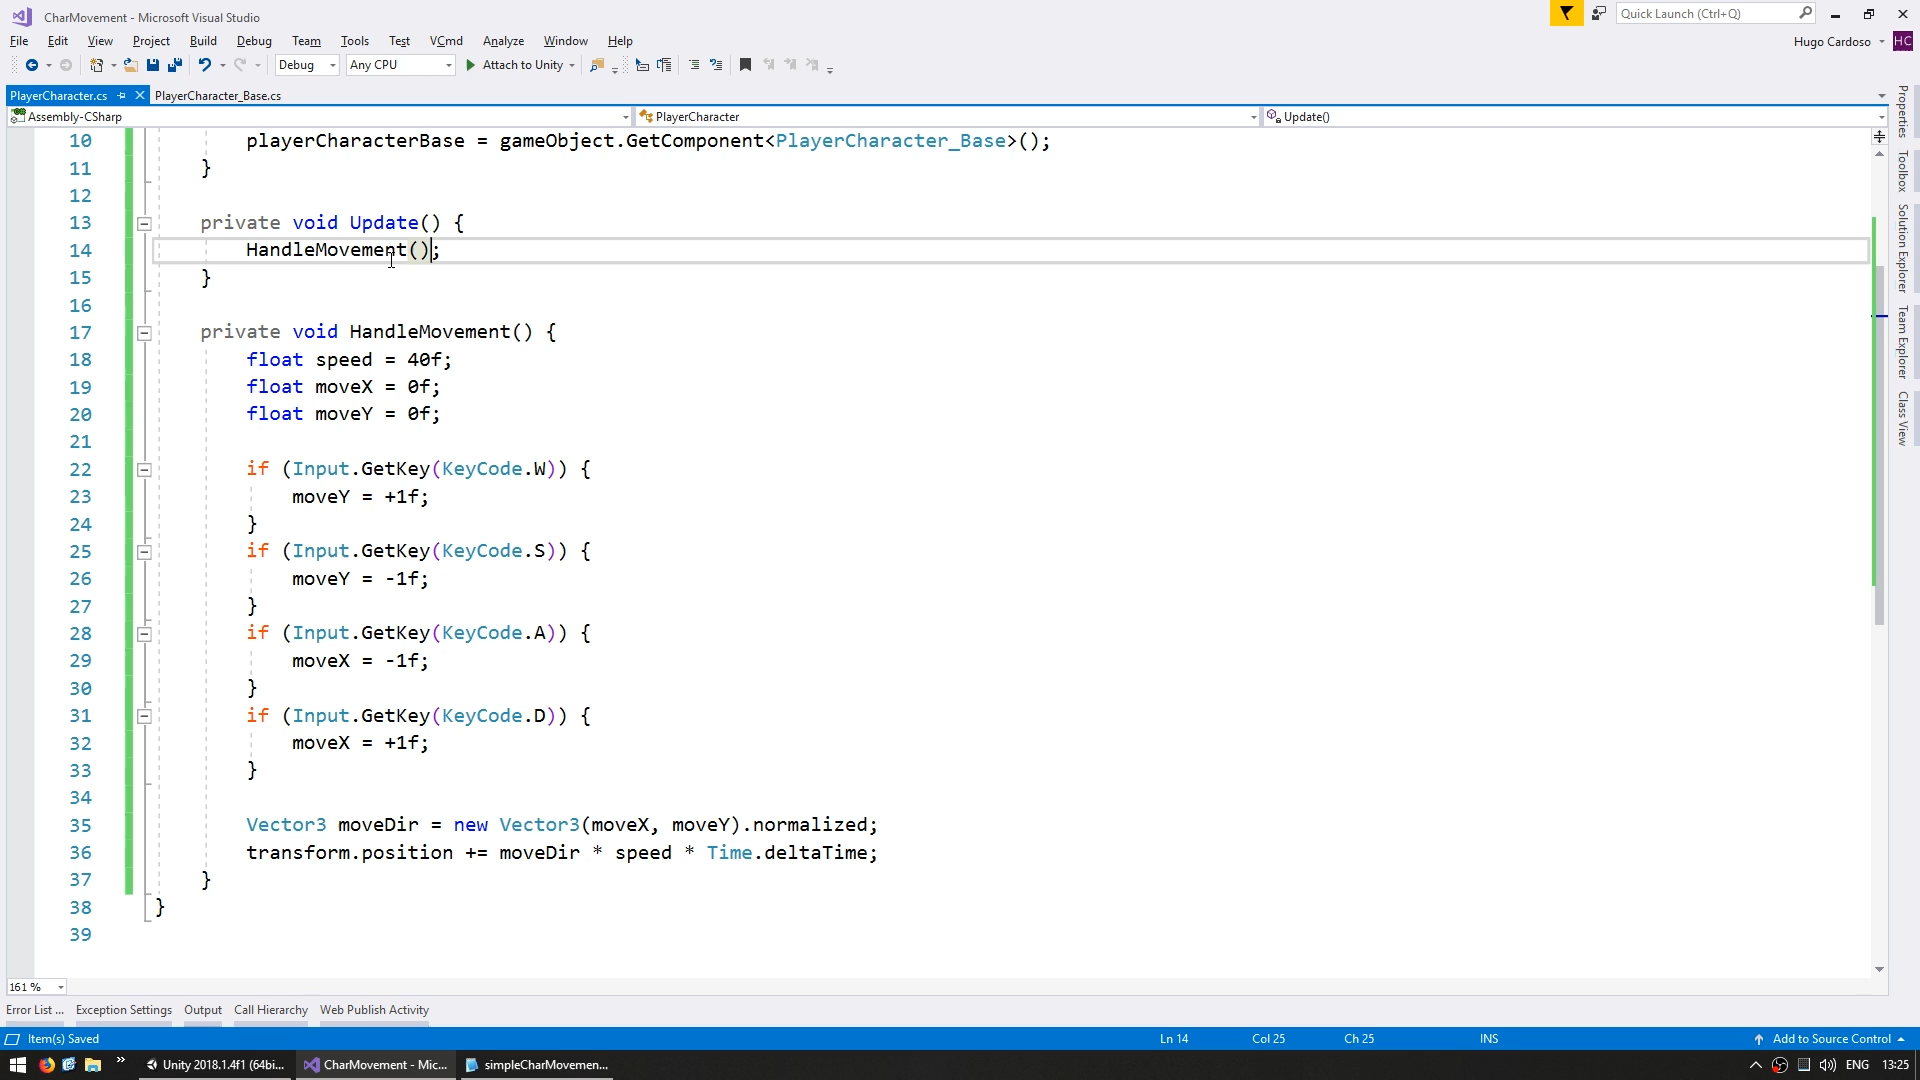 CharMovement - Microsoft Visual Studio
Quick Launch (Ctrl+Q)
File Edit View Project Build Debug Team Tools Test VCmd Analyze Window Help
Hugo Cardoso HC
Debug Any CPU Attach to Unity
PlayerCharacter.cs PlayerCharacter_Base.cs
Assembly-CSharp PlayerCharacter Update()
10 playerCharacterBase = gameObject.GetComponent<PlayerCharacter_Base>();
11 }
12
13 private void Update() {
14 HandleMovement();
15 }
16
17 private void HandleMovement() {
18 float speed = 40f;
19 float moveX = 0f;
20 float moveY = 0f;
21
22 if (Input.GetKey(KeyCode.W)) {
23 moveY = +1f;
24 }
25 if (Input.GetKey(KeyCode.S)) {
26 moveY = -1f;
27 }
28 if (Input.GetKey(KeyCode.A)) {
29 moveX = -1f;
30 }
31 if (Input.GetKey(KeyCode.D)) {
32 moveX = +1f;
33 }
34
35 Vector3 moveDir = new Vector3(moveX, moveY).normalized;
36 transform.position += moveDir * speed * Time.deltaTime;
37 }
38 }
39
Properties
Toolbox
Solution Explorer
Team Explorer
Class View
161 %
Error List ... Exception Settings Output Call Hierarchy Web Publish Activity
Item(s) Saved Ln 14 Col 25 Ch 25 INS Add to Source Control
Unity 2018.1.4f1 (64bi... CharMovement - Mic... simpleCharMovemen... ENG 13:25